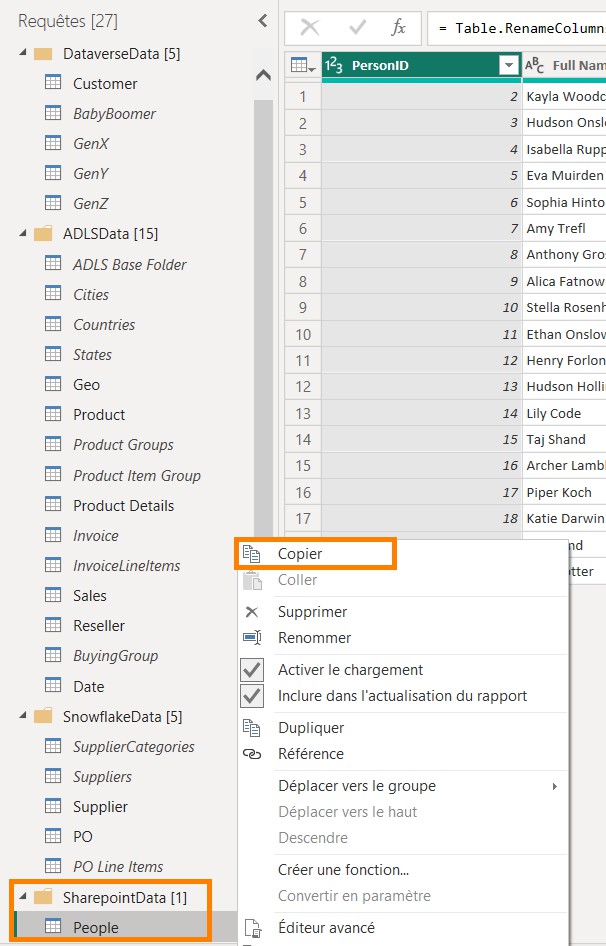 Requêtes [27]
fx
= Table.RenameColumn
DataverseData [5]
Customer
BabyBoomer
GenX
GenY
GenZ
ADLSData [15]
ADLS Base Folder
Cities
Countries
States
Geo
Product
Product Groups
Product Item Group
Product Details
Invoice
InvoiceLineItems
Sales
Reseller
BuyingGroup
Date
SnowflakeData [5]
SupplierCategories
Suppliers
Supplier
PO
PO Line Items
SharepointData [1]
People
1²3 PersonID
ABC Full Nam
1 2 Kayla Woodc
2 3 Hudson Onsl
3 4 Isabella Rupp
4 5 Eva Muirden
5 6 Sophia Hinto
6 7 Amy Trefl
7 8 Anthony Gros
8 9 Alica Fatnow
9 10 Stella Rosenh
10 11 Ethan Onslow
11 12 Henry Forlon
12 13 Hudson Holli
13 14 Lily Code
14 15 Taj Shand
15 16 Archer Lamb
16 17 Piper Koch
17 18 Katie Darwin
nd
otter
Copier
Coller
Supprimer
Renommer
Activer le chargement
Inclure dans l'actualisation du rapport
Dupliquer
Référence
Déplacer vers le groupe
Déplacer vers le haut
Descendre
Créer une fonction...
Convertir en paramètre
Éditeur avancé